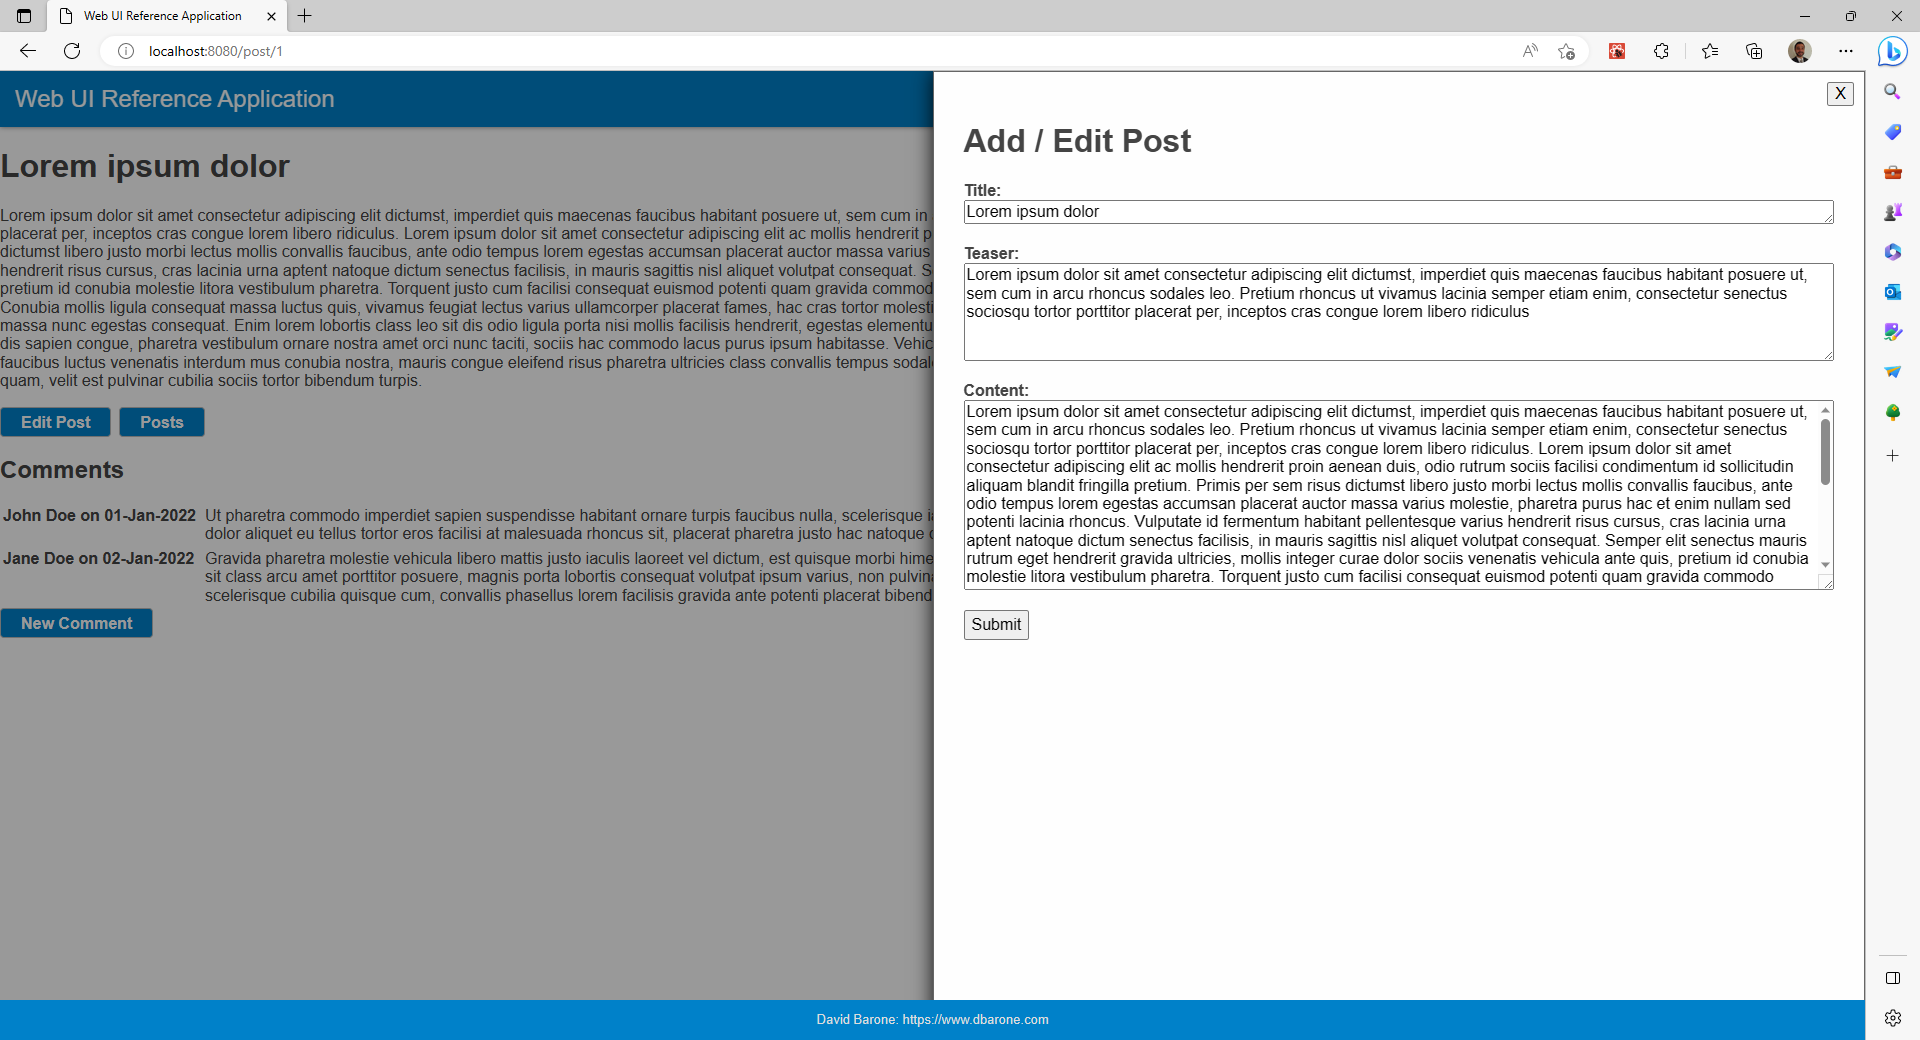 Web UI Reference Application
localhost:8080/post/1
Web UI Reference Application
Lorem ipsum dolor
Lorem ipsum dolor sit amet consectetur adipiscing elit dictumst, imperdiet quis maecenas faucibus habitant posuere ut, sem cum in
placerat per, inceptos cras congue lorem libero ridiculus. Lorem ipsum dolor sit amet consectetur adipiscing elit ac mollis hendrerit p
dictumst libero justo morbi lectus mollis convallis faucibus, ante odio tempus lorem egestas accumsan placerat auctor massa varius
hendrerit risus cursus, cras lacinia urna aptent natoque dictum senectus facilisis, in mauris sagittis nisl aliquet volutpat consequat. S
pretium id conubia molestie litora vestibulum pharetra. Torquent justo cum facilisi consequat euismod potenti quam gravida commod
Conubia mollis ligula consequat massa luctus quis, vivamus feugiat lectus varius ullamcorper placerat fames, hac cras tortor molesti
massa nunc egestas consequat. Enim lorem lobortis class leo sit dis odio ligula porta nisi mollis facilisis hendrerit, egestas elementu
dis sapien congue, pharetra vestibulum ornare nostra amet orci nunc taciti, sociis hac commodo lacus purus ipsum habitasse. Vehic
faucibus luctus venenatis interdum mus conubia nostra, mauris congue eleifend risus pharetra ultricies class convallis tempus sodal
quam, velit est pulvinar cubilia sociis tortor bibendum turpis.
Edit Post
Posts
Comments
John Doe on 01-Jan-2022 Ut pharetra commodo imperdiet sapien suspendisse habitant ornare turpis faucibus nulla, scelerisque i
dolor aliquet eu tellus tortor eros facilisi at malesuada rhoncus sit, placerat pharetra justo hac natoque
Jane Doe on 02-Jan-2022 Gravida pharetra molestie vehicula libero mattis justo iaculis laoreet vel dictum, est quisque morbi hime
sit class arcu amet porttitor posuere, magnis porta lobortis consequat volutpat ipsum varius, non pulvin
scelerisque cubilia quisque cum, convallis phasellus lorem facilisis gravida ante potenti placerat bibend
New Comment
X
Add / Edit Post
Title:
Lorem ipsum dolor
Teaser:
Lorem ipsum dolor sit amet consectetur adipiscing elit dictumst, imperdiet quis maecenas faucibus habitant posuere ut,
sem cum in arcu rhoncus sodales leo. Pretium rhoncus ut vivamus lacinia semper etiam enim, consectetur senectus
sociosqu tortor porttitor placerat per, inceptos cras congue lorem libero ridiculus
Content:
Lorem ipsum dolor sit amet consectetur adipiscing elit dictumst, imperdiet quis maecenas faucibus habitant posuere ut,
sem cum in arcu rhoncus sodales leo. Pretium rhoncus ut vivamus lacinia semper etiam enim, consectetur senectus
sociosqu tortor porttitor placerat per, inceptos cras congue lorem libero ridiculus. Lorem ipsum dolor sit amet
consectetur adipiscing elit ac mollis hendrerit proin aenean duis, odio rutrum sociis facilisi condimentum id sollicitudin
aliquam blandit fringilla pretium. Primis per sem risus dictumst libero justo morbi lectus mollis convallis faucibus, ante
odio tempus lorem egestas accumsan placerat auctor massa varius molestie, pharetra purus hac et enim nullam sed
potenti lacinia rhoncus. Vulputate id fermentum habitant pellentesque varius hendrerit risus cursus, cras lacinia urna
aptent natoque dictum senectus facilisis, in mauris sagittis nisl aliquet volutpat consequat. Semper elit senectus mauris
rutrum eget hendrerit gravida ultricies, mollis integer curae dolor sociis venenatis vehicula ante quis, pretium id conubia
molestie litora vestibulum pharetra. Torquent justo cum facilisi consequat euismod potenti quam gravida commodo
Submit
David Barone: https://www.dbarone.com